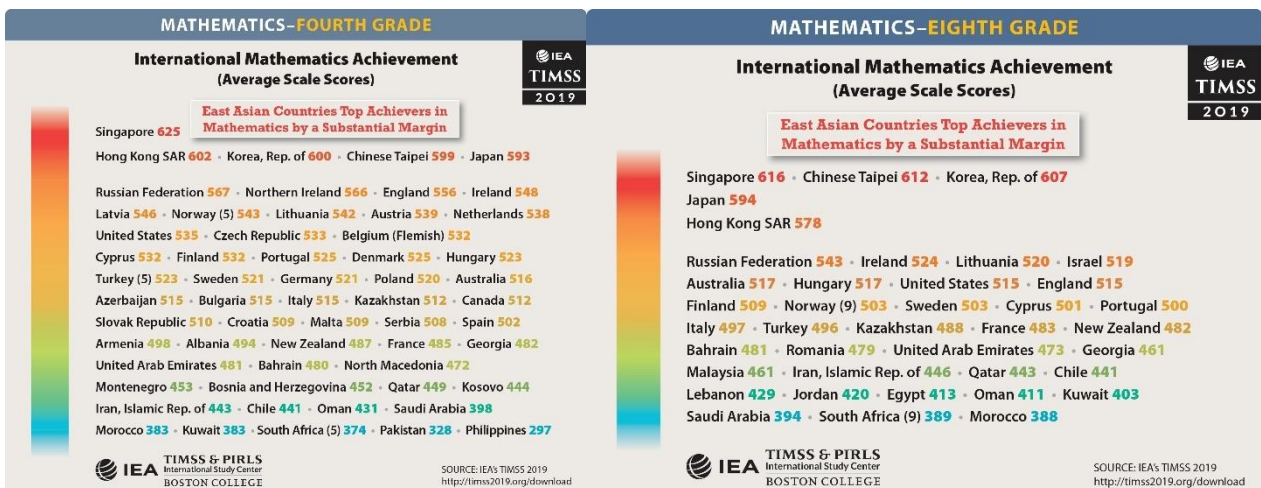 MATHEMATICS–FOURTH GRADE
International Mathematics Achievement
(Average Scale Scores)
IEA
TIMSS
2019
East Asian Countries Top Achievers in
Mathematics by a Substantial Margin
Singapore 625
Hong Kong SAR 602 • Korea, Rep. of 600 • Chinese Taipei 599 • Japan 593
Russian Federation 567 • Northern Ireland 566 • England 556 • Ireland 548
Latvia 546 • Norway (5) 543 • Lithuania 542 • Austria 539 • Netherlands 538
United States 535 • Czech Republic 533 • Belgium (Flemish) 532
Cyprus 532 • Finland 532 • Portugal 525 • Denmark 525 • Hungary 523
Turkey (5) 523 • Sweden 521 • Germany 521 • Poland 520 • Australia 516
Azerbaijan 515 • Bulgaria 515 • Italy 515 • Kazakhstan 512 • Canada 512
Slovak Republic 510 • Croatia 509 • Malta 509 • Serbia 508 • Spain 502
Armenia 498 • Albania 494 • New Zealand 487 • France 485 • Georgia 482
United Arab Emirates 481 • Bahrain 480 • North Macedonia 472
Montenegro 453 • Bosnia and Herzegovina 452 • Qatar 449 • Kosovo 444
Iran, Islamic Rep. of 443 • Chile 441 • Oman 431 • Saudi Arabia 398
Morocco 383 • Kuwait 383 • South Africa (5) 374 • Pakistan 328 • Philippines 297
IEA
TIMSS & PIRLS
International Study Center
BOSTON COLLEGE
SOURCE: IEA's TIMSS 2019
http://timss2019.org/download
MATHEMATICS–EIGHTH GRADE
International Mathematics Achievement
(Average Scale Scores)
IEA
TIMSS
2019
East Asian Countries Top Achievers in
Mathematics by a Substantial Margin
Singapore 616 • Chinese Taipei 612 • Korea, Rep. of 607
Japan 594
Hong Kong SAR 578
Russian Federation 543 • Ireland 524 • Lithuania 520 • Israel 519
Australia 517 • Hungary 517 • United States 515 • England 515
Finland 509 • Norway (9) 503 • Sweden 503 • Cyprus 501 • Portugal 500
Italy 497 • Turkey 496 • Kazakhstan 488 • France 483 • New Zealand 482
Bahrain 481 • Romania 479 • United Arab Emirates 473 • Georgia 461
Malaysia 461 • Iran, Islamic Rep. of 446 • Qatar 443 • Chile 441
Lebanon 429 • Jordan 420 • Egypt 413 • Oman 411 • Kuwait 403
Saudi Arabia 394 • South Africa (9) 389 • Morocco 388
IEA
TIMSS & PIRLS
International Study Center
BOSTON COLLEGE
SOURCE: IEA's TIMSS 2019
http://timss2019.org/download